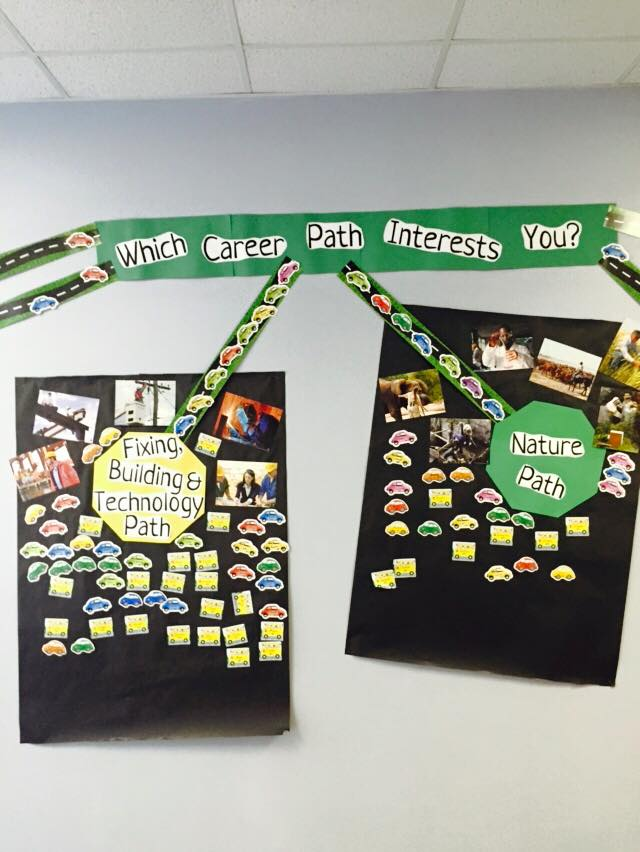 Which Career Path Interests You?
Fixing,
Building &
Technology
Path
Nature
Path